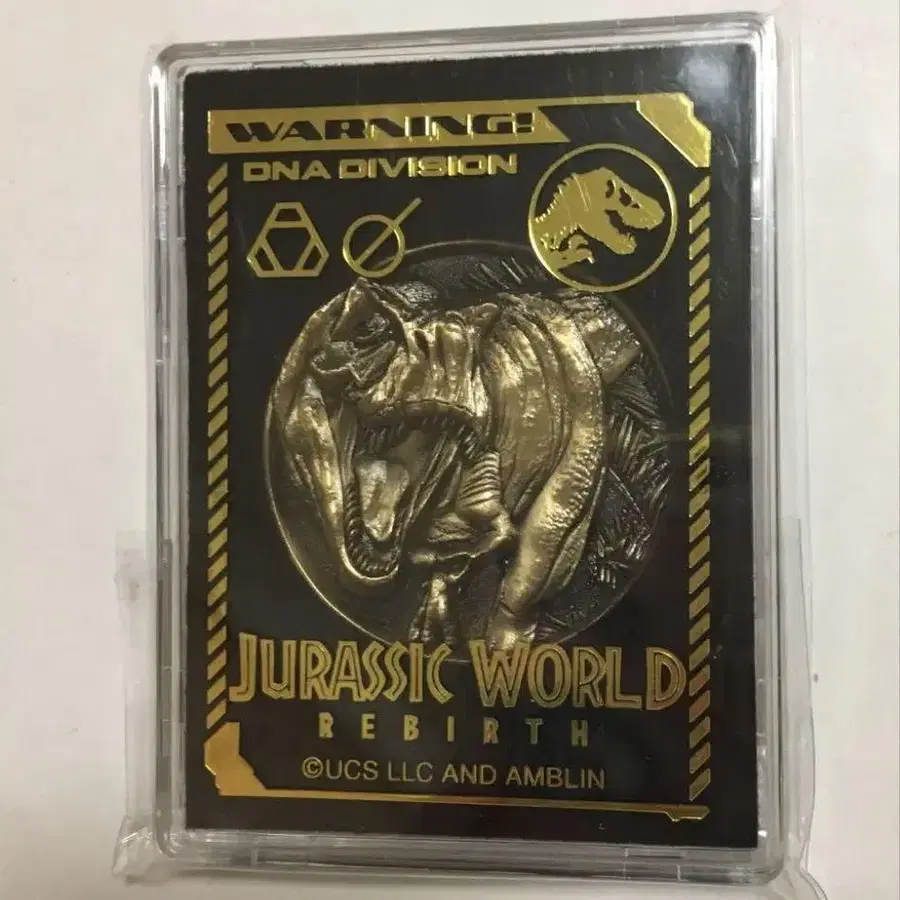 WARNING!
DNA DIVISION
JURASSIC WORLD
REBIRTH
©UCS LLC AND AMBLIN